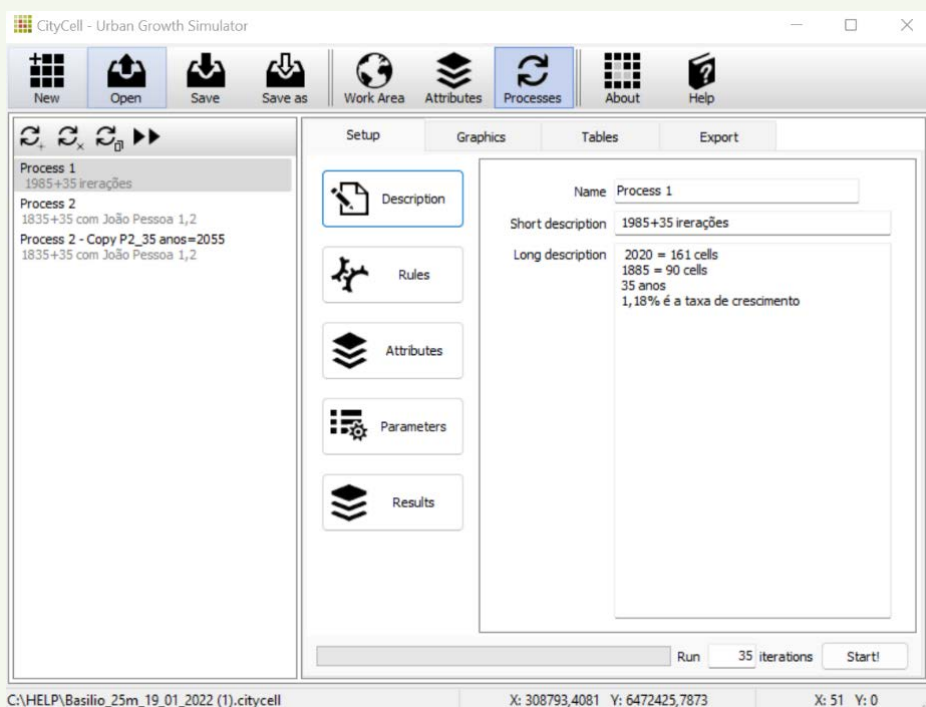 CityCell - Urban Growth Simulator
New Open Save Save as Work Area Attributes Processes About Help
Setup Graphics Tables Export
Process 1
1985+35 irerações
Process 2
1835+35 com João Pessoa 1,2
Process 2 - Copy P2_35 anos=2055
1835+35 com João Pessoa 1,2
Description
Rules
Attributes
Parameters
Results
Name Process 1
Short description 1985+35 irerações
Long description 2020 = 161 cells
1885 = 90 cells
35 anos
1,18% é a taxa de crescimento
Run 35 iterations Start!
C:\HELP\Basilio_25m_19_01_2022 (1).citycell X: 308793,4081 Y: 6472425,7873 X: 51 Y: 0